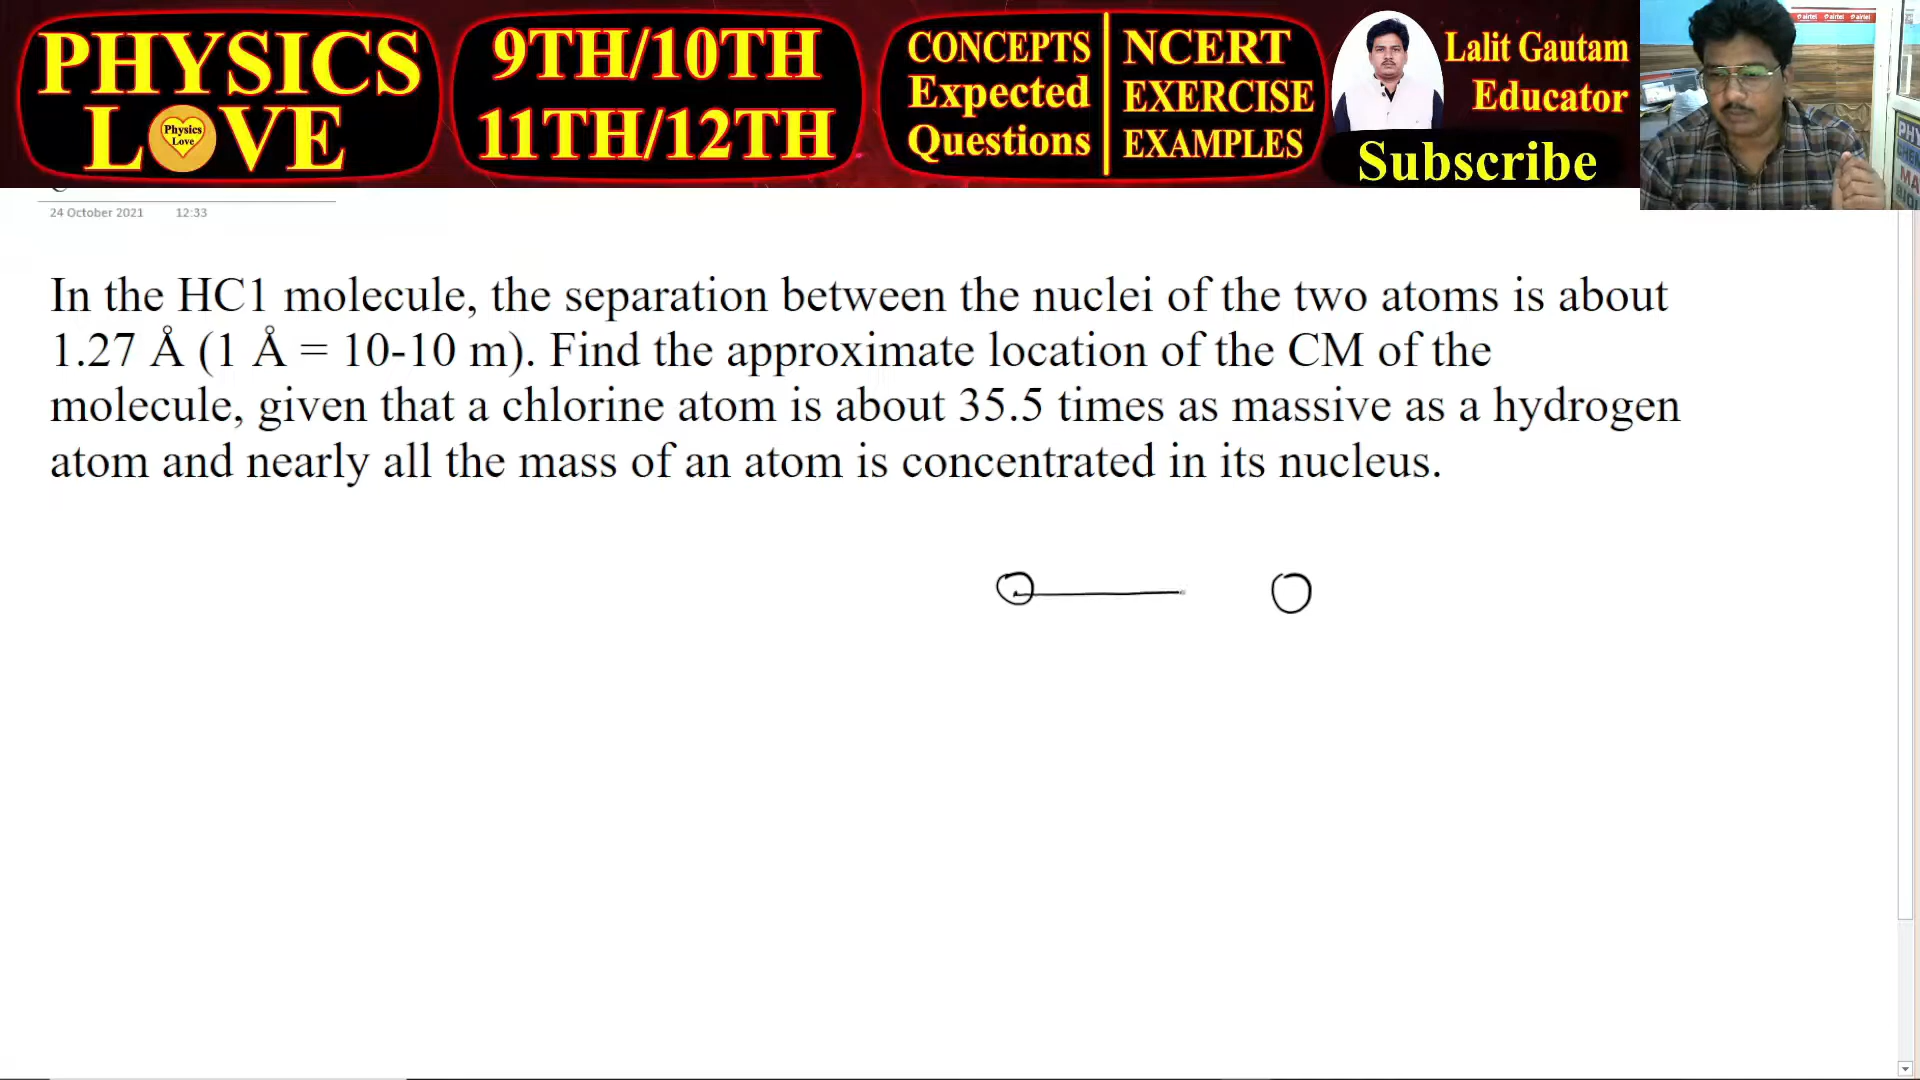 PHYSICS
LOVE
Physics
Love
9TH/10TH
11TH/12TH
CONCEPTS
Expected
Questions
NCERT
EXERCISE
EXAMPLES
Lalit Gautam
Educator
Subscribe
airtel airtel airtel
24 October 2021 12:33
In the HC1 molecule, the separation between the nuclei of the two atoms is about
1.27 Å (1 Å = 10-10 m). Find the approximate location of the CM of the
molecule, given that a chlorine atom is about 35.5 times as massive as a hydrogen
atom and nearly all the mass of an atom is concentrated in its nucleus.